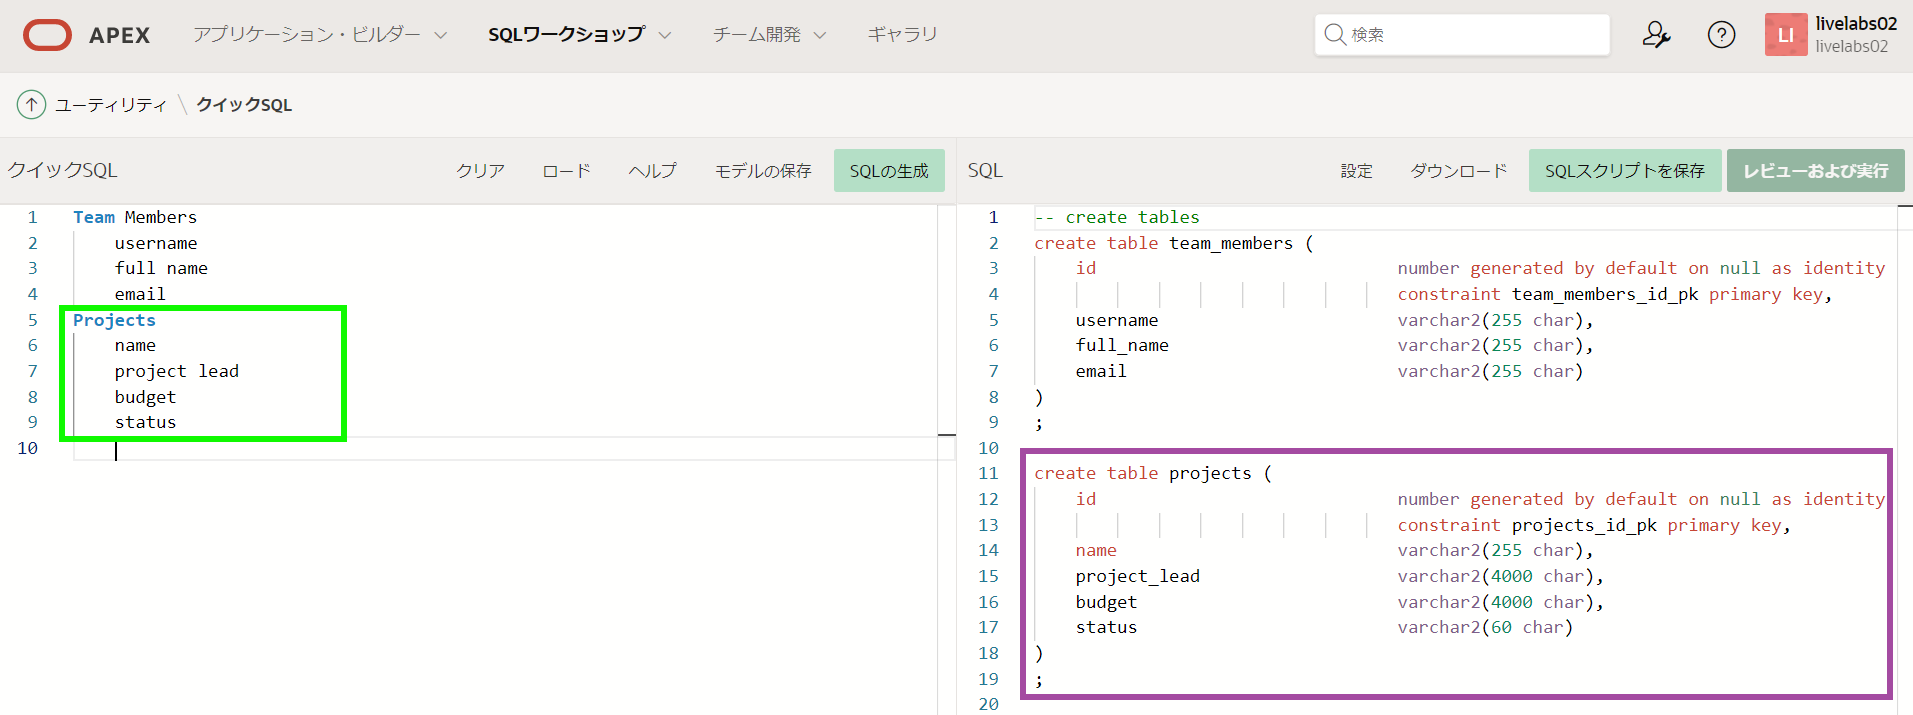 APEX アプリケーション・ビルダー SQLワークショップ チーム開発 ギャラリ 検索 LI livelabs02
livelabs02
ユーティリティ \ クイックSQL
クイックSQL クリア ロード ヘルプ モデルの保存 SQLの生成
1 Team Members
2 username
3 full name
4 email
5 Projects
6 name
7 project lead
8 budget
9 status
10
SQL 設定 ダウンロード SQLスクリプトを保存 レビューおよび実行
1 -- create tables
2 create table team_members (
3 id number generated by default on null as identity
4 constraint team_members_id_pk primary key,
5 username varchar2(255 char),
6 full_name varchar2(255 char),
7 email varchar2(255 char)
8 )
9 ;
10
11 create table projects (
12 id number generated by default on null as identity
13 constraint projects_id_pk primary key,
14 name varchar2(255 char),
15 project_lead varchar2(4000 char),
16 budget varchar2(4000 char),
17 status varchar2(60 char)
18 )
19 ;
20